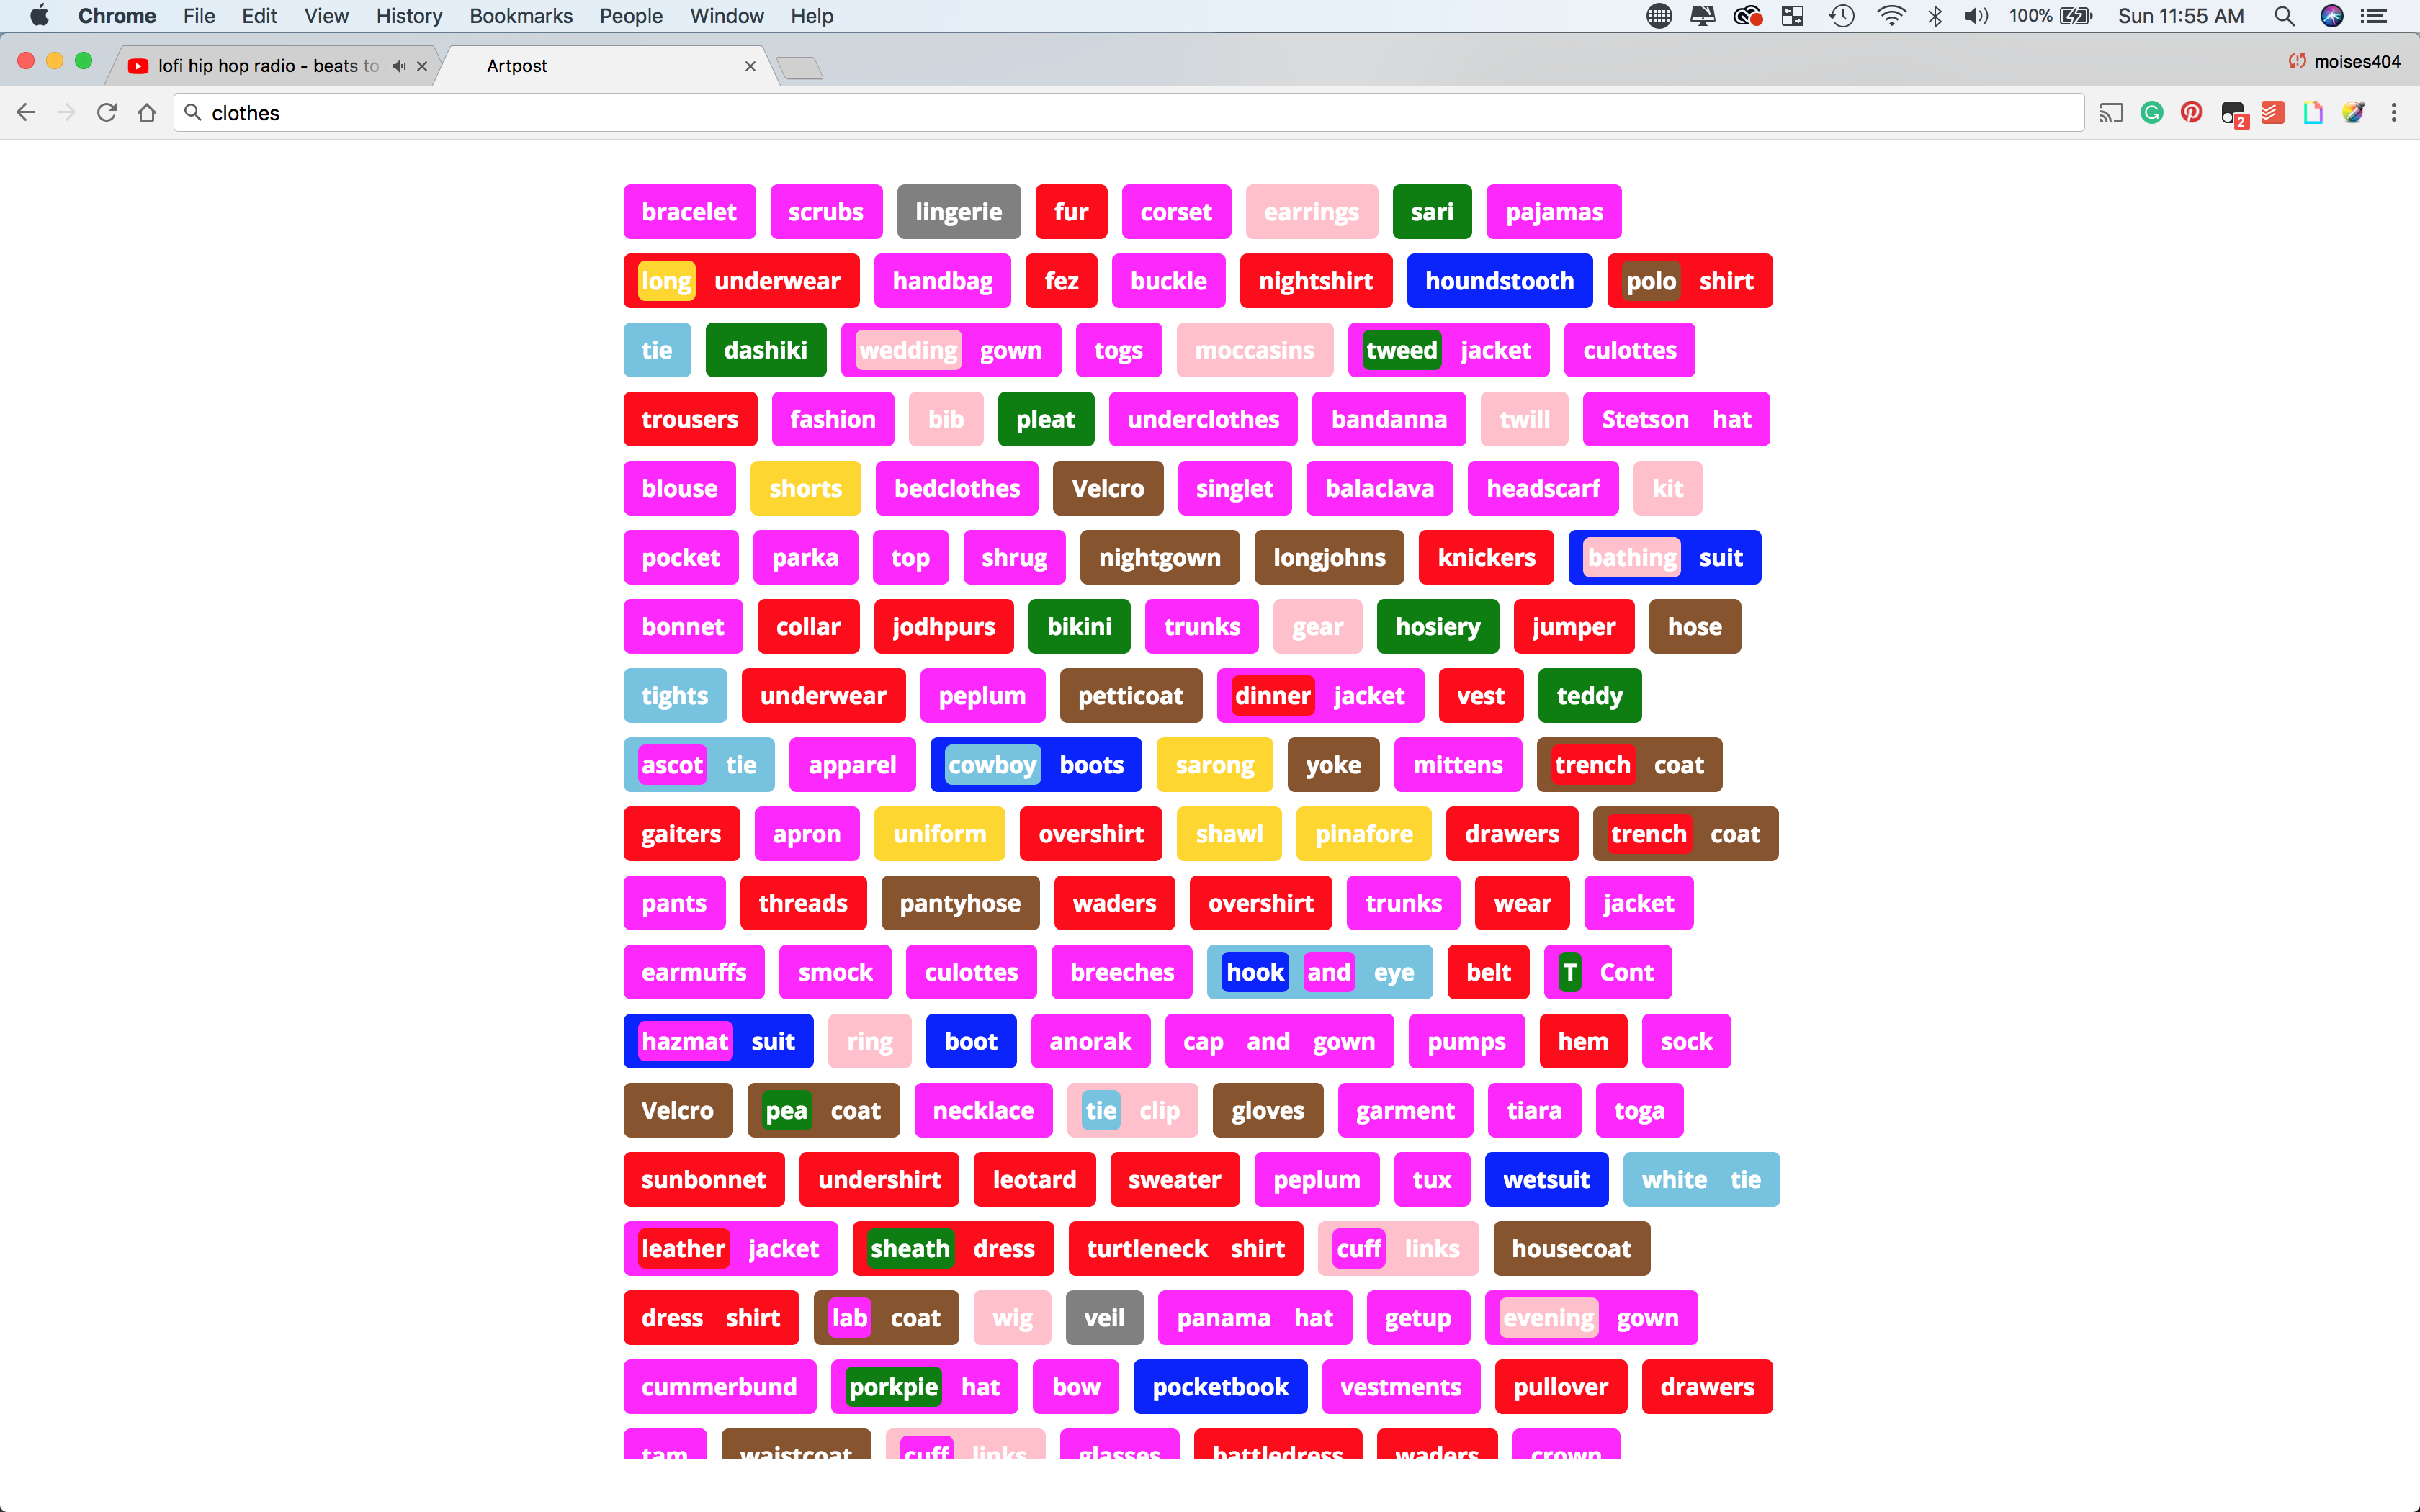 Chrome File Edit View History Bookmarks People Window Help 100% Sun 11:55 AM
lofi hip hop radio - beats to Artpost moises404
clothes 2
bracelet scrubs lingerie fur corset earrings sari pajamas
long underwear handbag fez buckle nightshirt houndstooth polo shirt
tie dashiki wedding gown togs moccasins tweed jacket culottes
trousers fashion bib pleat underclothes bandanna twill Stetson hat
blouse shorts bedclothes Velcro singlet balaclava headscarf kit
pocket parka top shrug nightgown longjohns knickers bathing suit
bonnet collar jodhpurs bikini trunks gear hosiery jumper hose
tights underwear peplum petticoat dinner jacket vest teddy
ascot tie apparel cowboy boots sarong yoke mittens trench coat
gaiters apron uniform overshirt shawl pinafore drawers trench coat
pants threads pantyhose waders overshirt trunks wear jacket
earmuffs smock culottes breeches hook and eye belt T Cont
hazmat suit ring boot anorak cap and gown pumps hem sock
Velcro pea coat necklace tie clip gloves garment tiara toga
sunbonnet undershirt leotard sweater peplum tux wetsuit white tie
leather jacket sheath dress turtleneck shirt cuff links housecoat
dress shirt lab coat wig veil panama hat getup evening gown
cummerbund porkpie hat bow pocketbook vestments pullover drawers
tam waistcoat cuff links glasses battledress waders crown